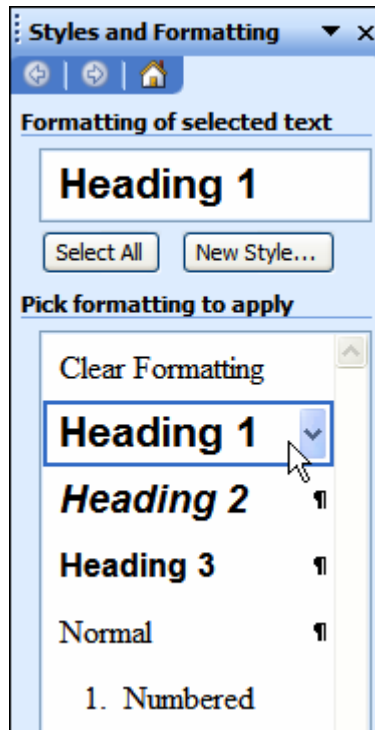 Styles and Formatting
Formatting of selected text
Heading 1
Select All New Style...
Pick formatting to apply
Clear Formatting
Heading 1
Heading 2 ¶
Heading 3 ¶
Normal ¶
1. Numbered